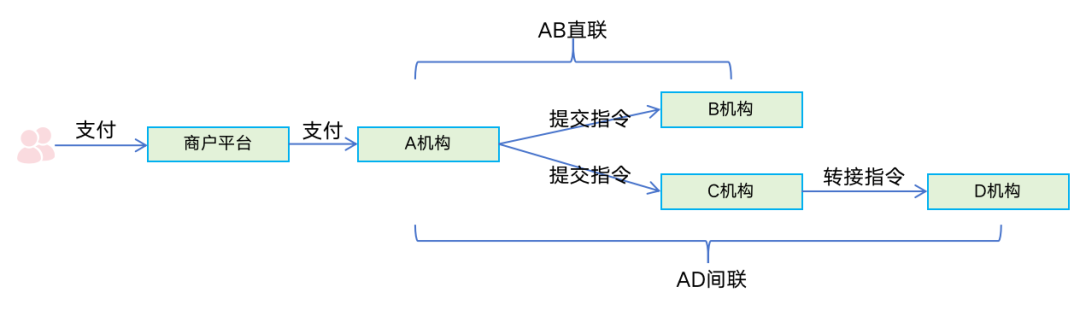 AB直联
支付
商户平台
支付
A机构
提交指令
B机构
提交指令
C机构
转接指令
D机构
AD间联